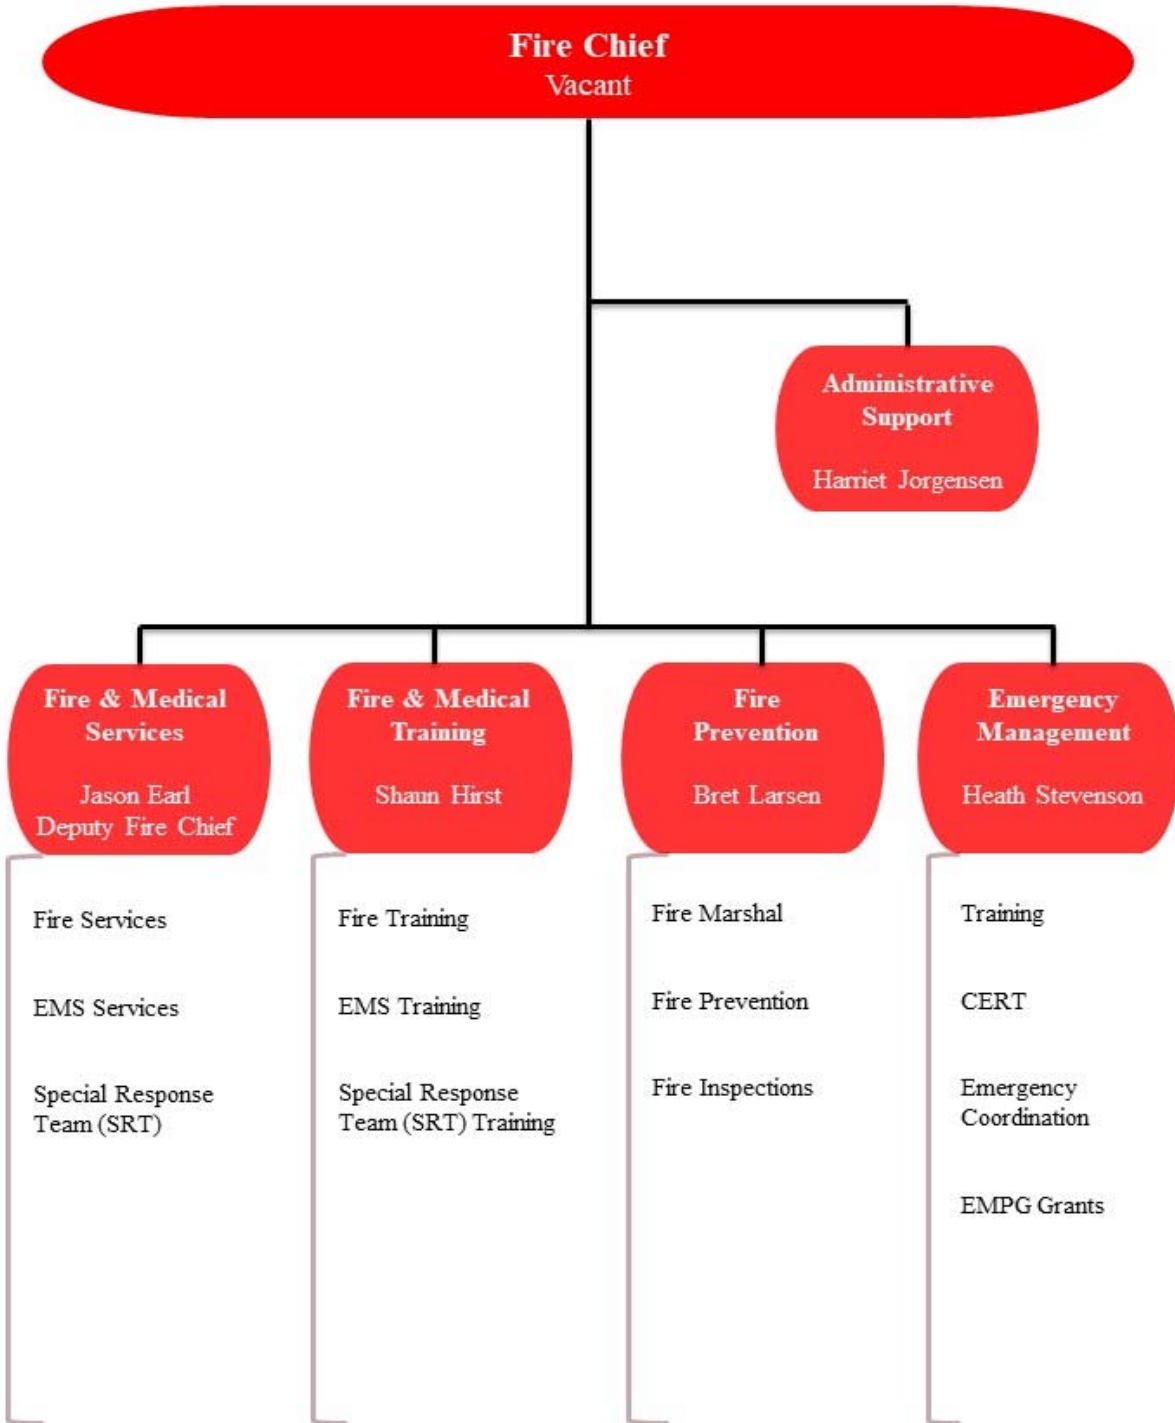 Fire Chief
Vacant
Administrative
Support
Harriet Jorgensen
Fire & Medical
Services
Jason Earl
Deputy Fire Chief
Fire Services
EMS Services
Special Response
Team (SRT)
Fire & Medical
Training
Shaun Hirst
Fire Training
EMS Training
Special Response
Team (SRT) Training
Fire
Prevention
Bret Larsen
Fire Marshal
Fire Prevention
Fire Inspections
Emergency
Management
Heath Stevenson
Training
CERT
Emergency
Coordination
EMPG Grants